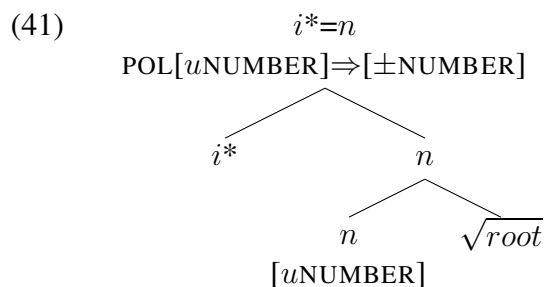 (41) i*=n
POL[uNUMBER]⇒[±NUMBER]
i* n
n √root
[uNUMBER]